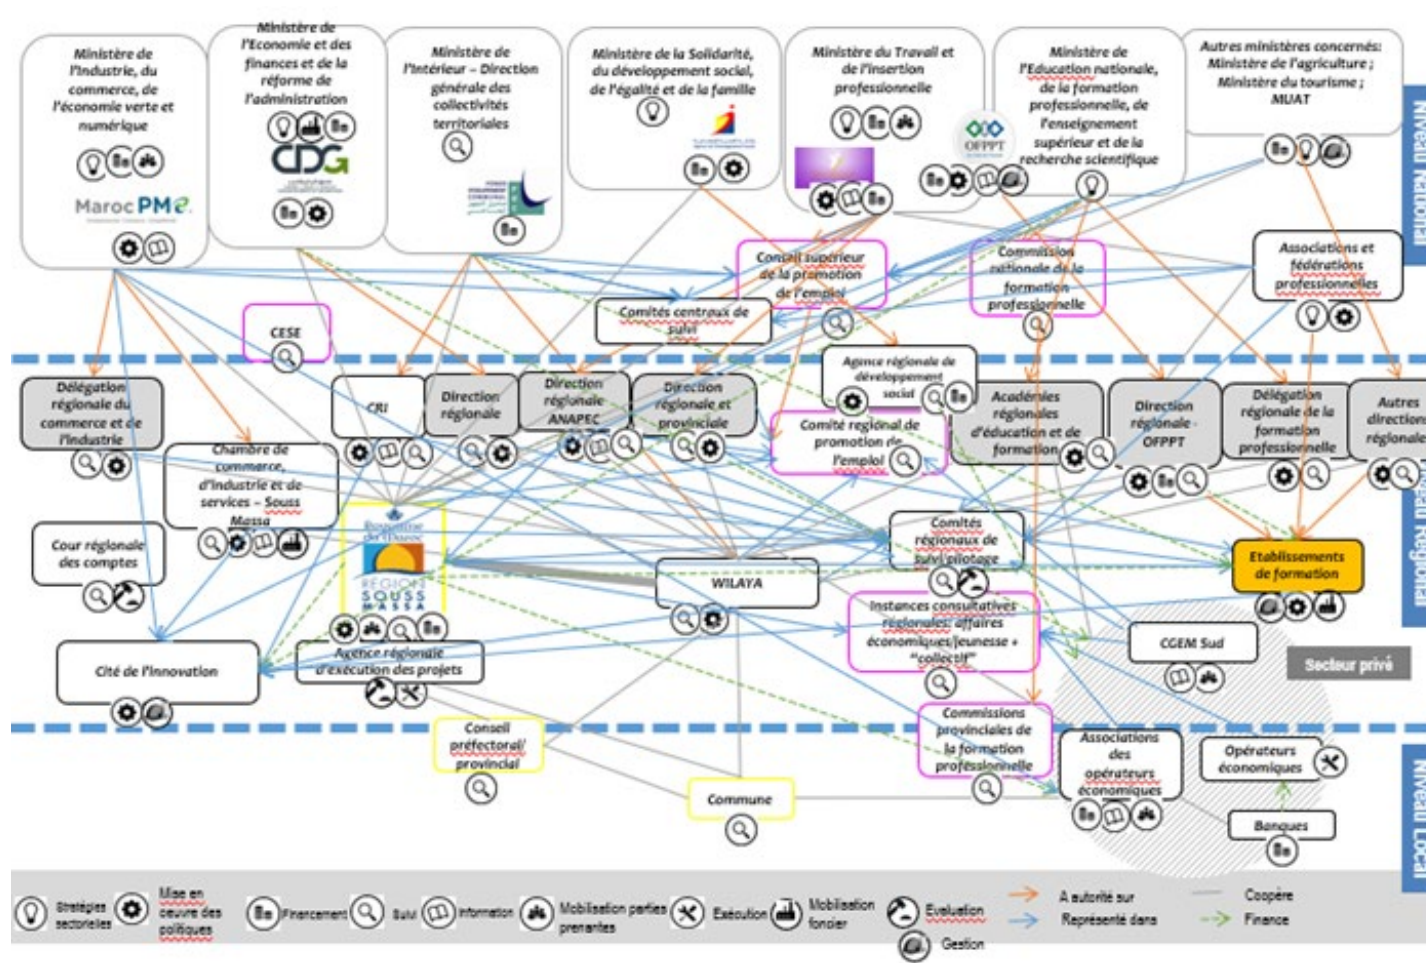 Ministère de
l'Industrie, du
commerce, de
l'économie verte et
numérique
Maroc PME
Ministère de
l'Economie et des
finances et de la
réforme de
l'administration
CDG
Ministère de
l'Intérieur – Direction
générale des
collectivités
territoriales
Ministère de la Solidarité,
du développement social,
de l'égalité et de la famille
Ministère du Travail et
de l'insertion
professionnelle
OFPPT
Ministère de
l'Education nationale,
de la formation
professionnelle, de
l'enseignement
supérieur et de la
recherche scientifique
Autres ministères concernés:
Ministère de l'agriculture ;
Ministère du tourisme ;
MUAT
Niveau National
Conseil supérieur
de la promotion
de l'emploi
Commission
nationale de la
formation
professionnelle
Associations et
fédérations
professionnelles
Comités centraux de
suivi
CESE
Délégation
régionale du
commerce et de
l'Industrie
CRI
Direction
régionale
Direction
régionale
ANAPEC
Direction
régionale et
provinciale
Agence régionale de
développement
social
Académies
régionales
d'éducation et de
formation
Direction
régionale -
OFPPT
Délégation
régionale de la
formation
professionnelle
Autres
direction
régionale
Comité regional de
promotion de
l'emploi
Chambre de
commerce,
d'industrie et de
services – Souss
Massa
Cour régionale
des comptes
Royaume
du Maroc
RÉGION
SOUSS
MASSA
WILAYA
Comités
régionaux de
suivi/pilotage
Etablissements
de formation
Régional
Instances consultatives
régionales: affaires
économiques/jeunesse +
"collectif"
CGEM Sud
Secteur privé
Cité de l'Innovation
Agence régionale
d'exécution des projets
Conseil
préfectoral/
provincial
Commune
Commissions
provinciales de
la formation
professionnelle
Associations
des
opérateurs
économiques
Opérateurs
économiques
Banques
Niveau Local
Stratégies
sectorielles
Mise en
oeuvre des
politiques
Financement
Suivi
Information
Mobilisation parties
prenantes
Exécution
Mobilisation
foncier
Evaluation
Gestion
A autorité sur
Représenté dans
Coopère
Finance